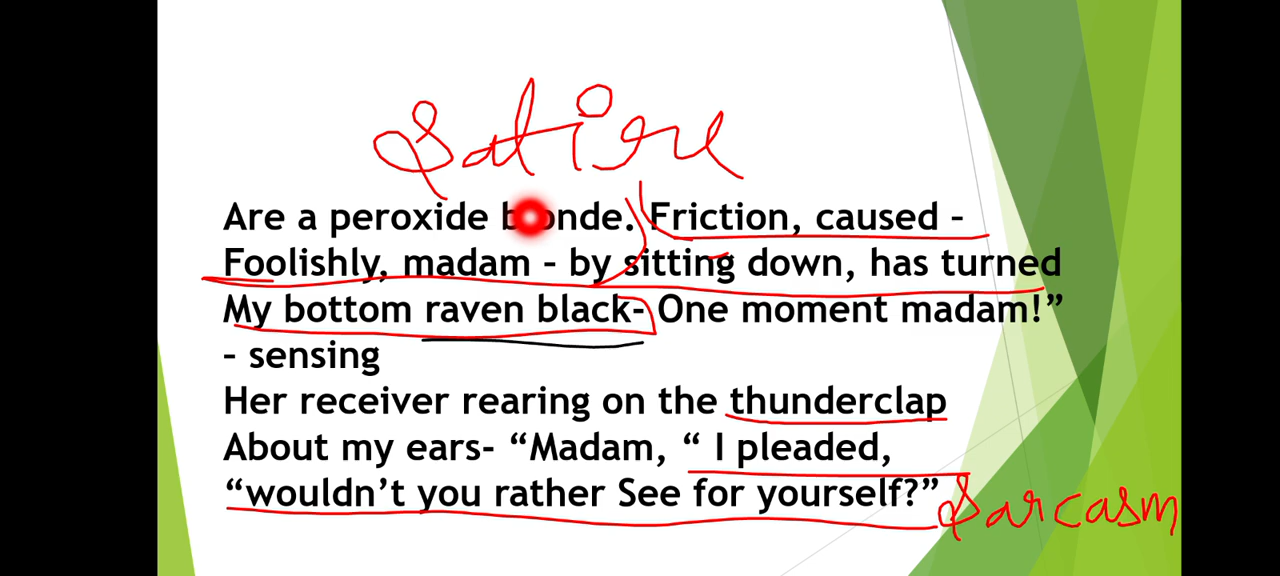 Satire
Are a peroxide blonde. Friction, caused –
Foolishly, madam – by sitting down, has turned
My bottom raven black- One moment madam!”
– sensing
Her receiver rearing on the thunderclap
About my ears- “Madam, “ I pleaded,
“wouldn’t you rather See for yourself?”
Sarcasm